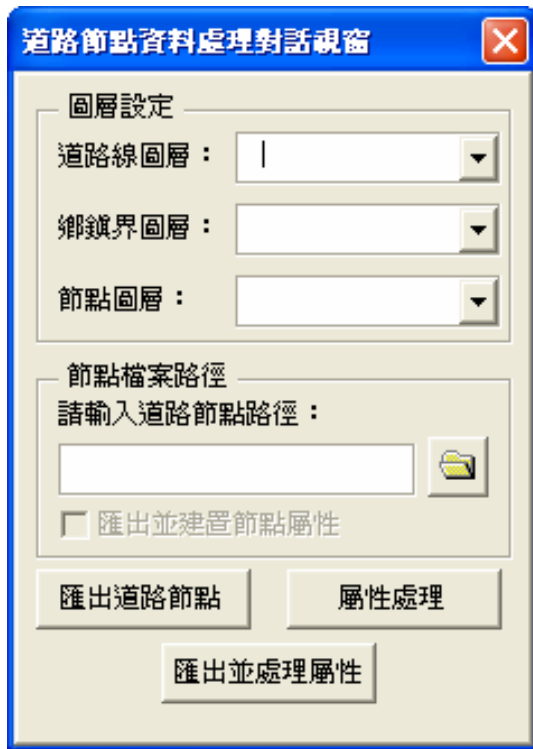 道路節點資料處理對話視窗
圖層設定
道路線圖層：
鄉鎮界圖層：
節點圖層：
節點檔案路徑
請輸入道路節點路徑：
匯出並建置節點屬性
匯出道路節點
屬性處理
匯出並處理屬性